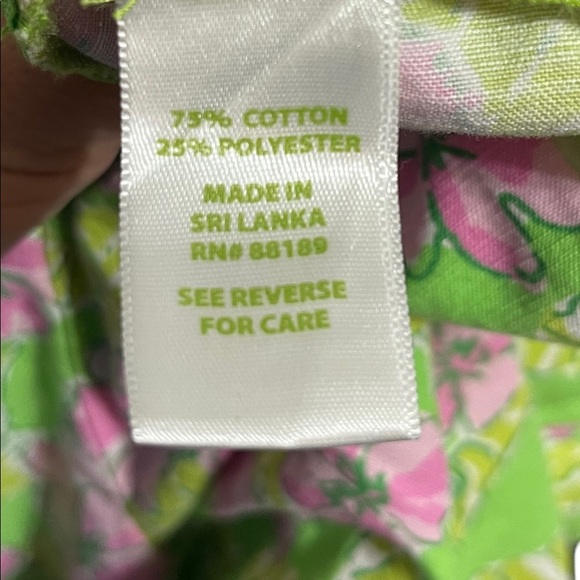 75% COTTON
25% POLYESTER
MADE IN
SRI LANKA
RN# 88189
SEE REVERSE
FOR CARE